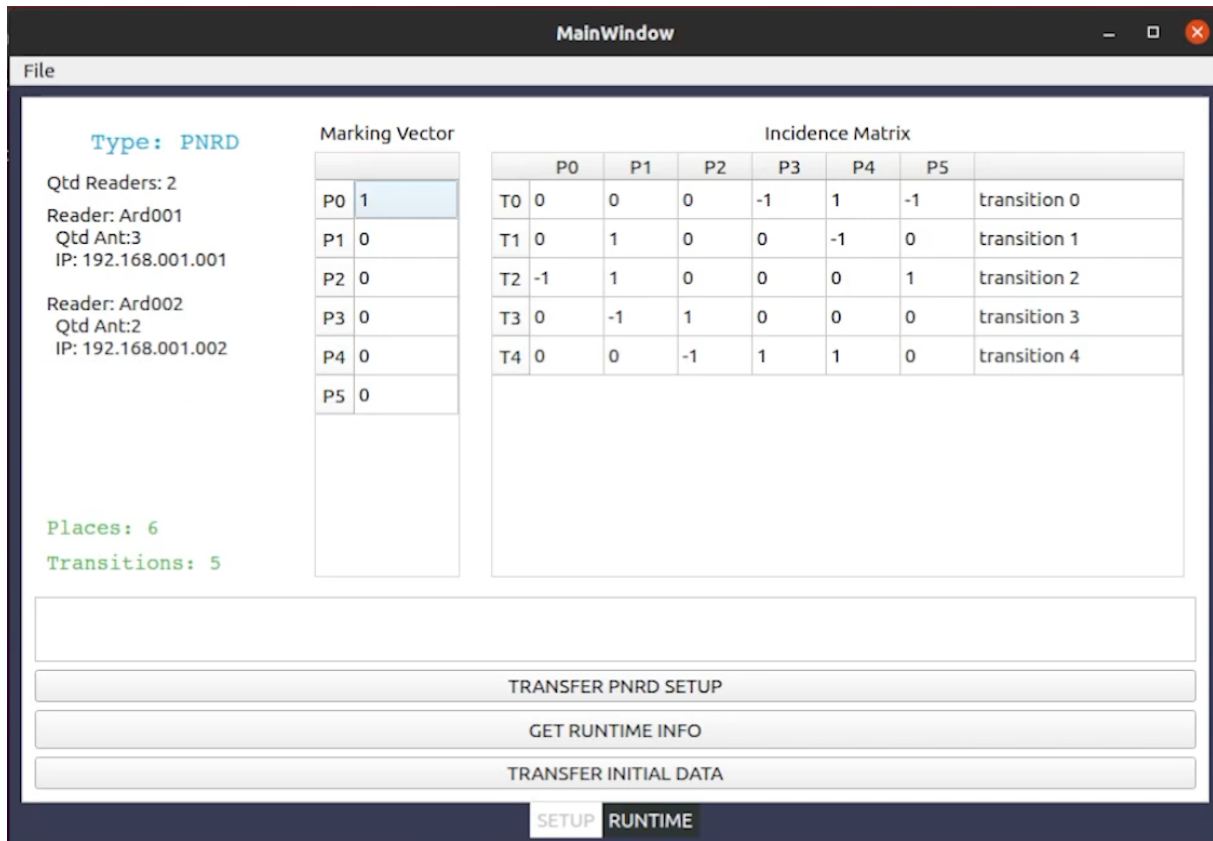 MainWindow
File
Type: PNRD
Qtd Readers: 2
Reader: Ard001
Qtd Ant:3
IP: 192.168.001.001
Reader: Ard002
Qtd Ant:2
IP: 192.168.001.002
Places: 6
Transitions: 5
Marking Vector
P0 1
P1 0
P2 0
P3 0
P4 0
P5 0
Incidence Matrix
P0 P1 P2 P3 P4 P5
T0 0 0 0 -1 1 -1 transition 0
T1 0 1 0 0 -1 0 transition 1
T2 -1 1 0 0 0 1 transition 2
T3 0 -1 1 0 0 0 transition 3
T4 0 0 -1 1 1 0 transition 4
TRANSFER PNRD SETUP
GET RUNTIME INFO
TRANSFER INITIAL DATA
SETUP RUNTIME